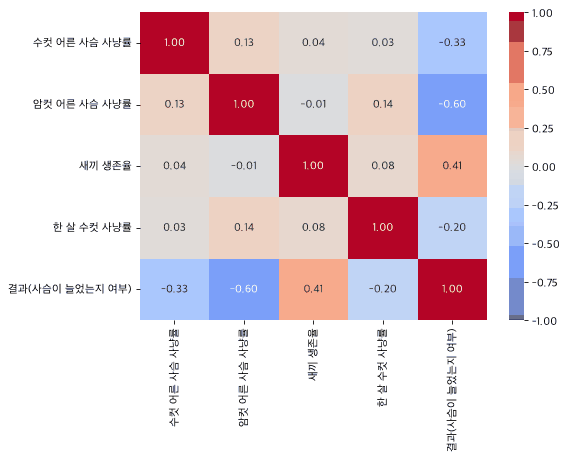 수컷 어른 사슴 사냥률 1.00 0.13 0.04 0.03 -0.33
암컷 어른 사슴 사냥률 0.13 1.00 -0.01 0.14 -0.60
새끼 생존율 0.04 -0.01 1.00 0.08 0.41
한 살 수컷 사냥률 0.03 0.14 0.08 1.00 -0.20
결과(사슴이 늘었는지 여부) -0.33 -0.60 0.41 -0.20 1.00
수컷 어른 사슴 사냥률
암컷 어른 사슴 사냥률
새끼 생존율
한 살 수컷 사냥률
결과(사슴이 늘었는지 여부)
1.00
0.75
0.50
0.25
0.00
-0.25
-0.50
-0.75
-1.00